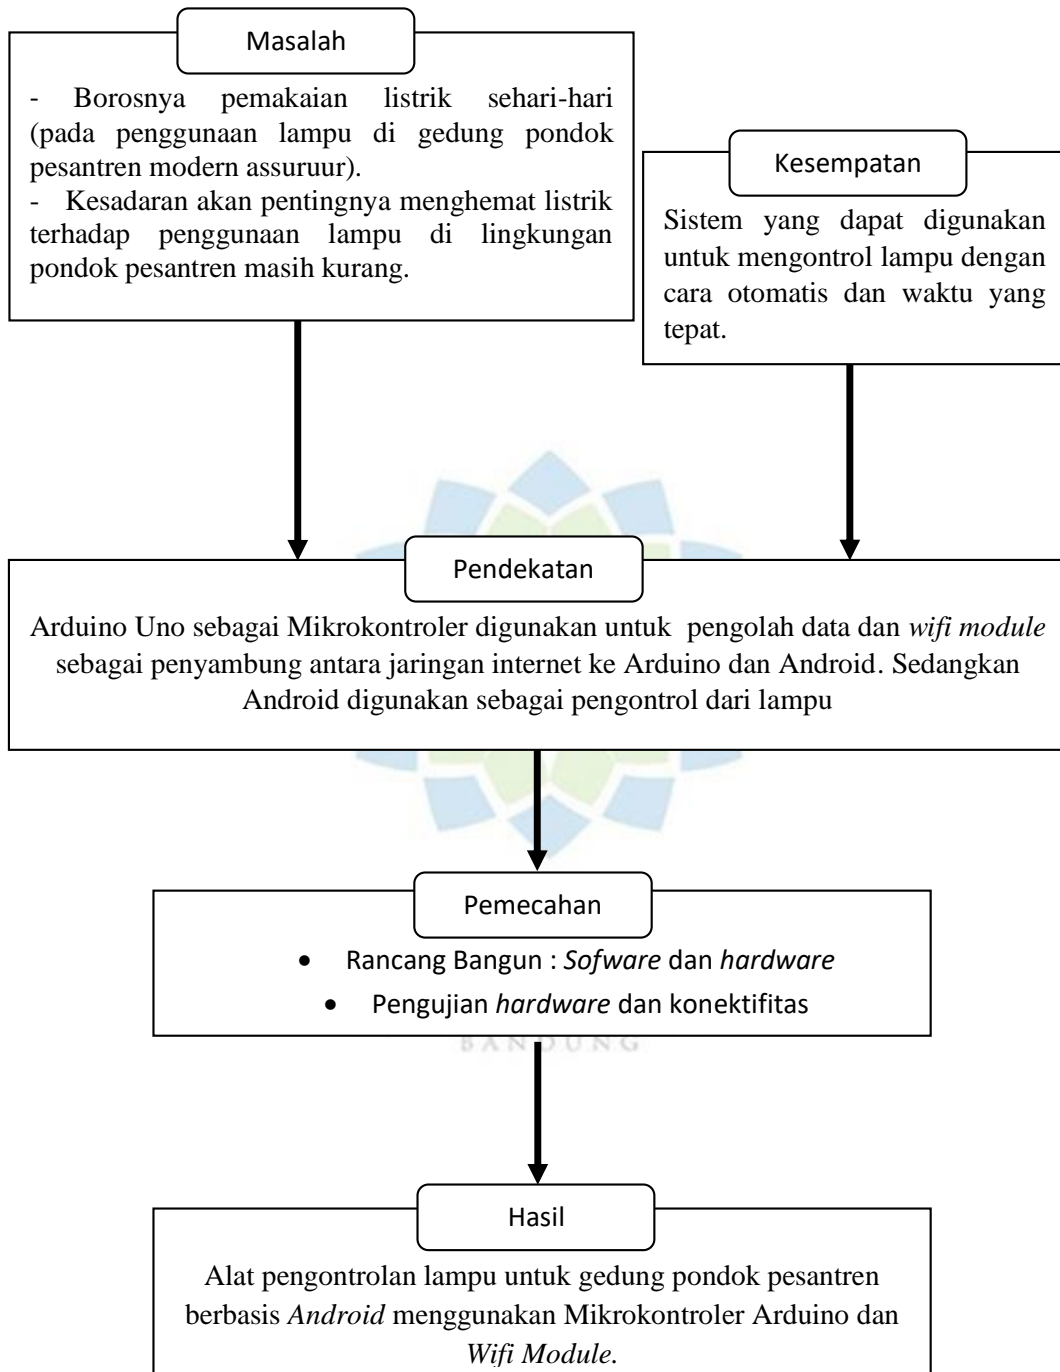 Masalah
- Borosnya pemakaian listrik sehari-hari
(pada penggunaan lampu di gedung pondok
pesantren modern assuruur).
- Kesadaran akan pentingnya menghemat listrik
terhadap penggunaan lampu di lingkungan
pondok pesantren masih kurang.
Kesempatan
Sistem yang dapat digunakan
untuk mengontrol lampu dengan
cara otomatis dan waktu yang
tepat.
Pendekatan
Arduino Uno sebagai Mikrokontroler digunakan untuk pengolah data dan wifi module
sebagai penyambung antara jaringan internet ke Arduino dan Android. Sedangkan
Android digunakan sebagai pengontrol dari lampu
Pemecahan
• Rancang Bangun : Sofware dan hardware
• Pengujian hardware dan konektifitas
BANDUNG
Hasil
Alat pengontrolan lampu untuk gedung pondok pesantren
berbasis Android menggunakan Mikrokontroler Arduino dan
Wifi Module.